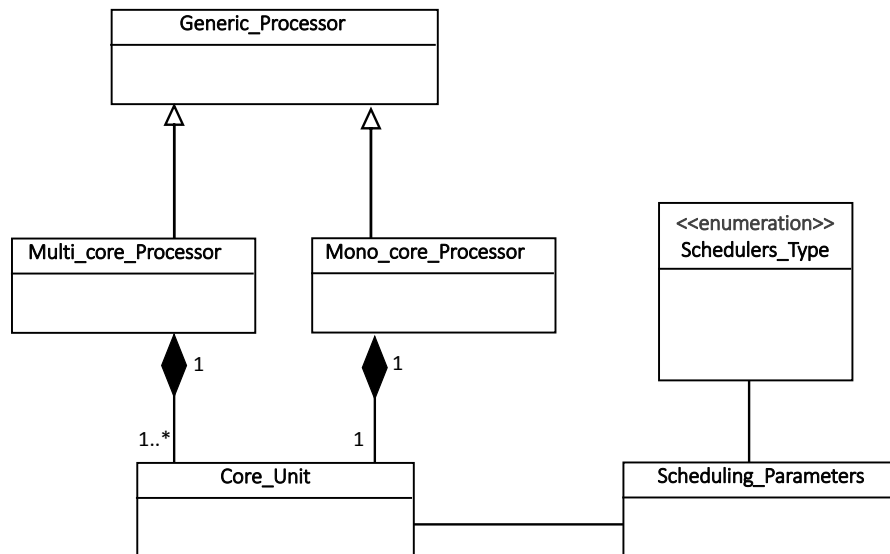 Generic_Processor
<<enumeration>>
Schedulers_Type
Multi_core_Processor
Mono_core_Processor
1
1
1..*
1
Core_Unit
Scheduling_Parameters